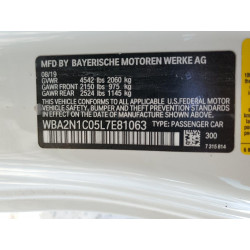 MFD. BY BAYERISCHE MOTOREN WERKE AG
08/19
GVWR 4542 lbs 2060 kg
GAWR FRONT 2150 lbs 975 kg
GAWR REAR 2524 lbs 1145 kg
THIS VEHICLE CONFORMS TO ALL APPLICABLE U.S. FEDERAL MOTOR
VEHICLE SAFETY, BUMPER, AND THEFT PREVENTION STANDARDS IN
EFFECT ON THE DATE OF MANUFACTURE SHOWN ABOVE.
WBA2N1C05L7E81063
TYPE: PASSENGER CAR
300
7 315 814